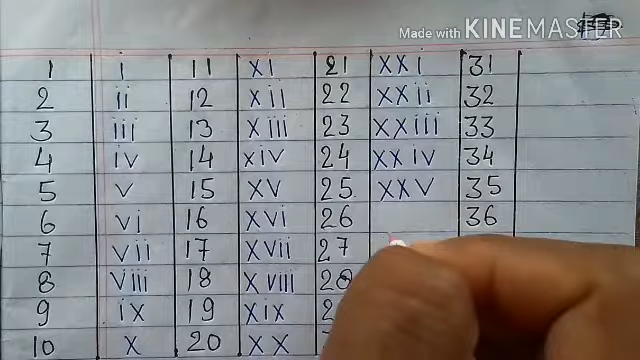 Made with KINEMASTER
1 i 11 xi 21 xxi 31
2 ii 12 xii 22 xxii 32
3 iii 13 xiii 23 xxiii 33
4 iv 14 xiv 24 xxiv 34
5 v 15 xv 25 xxv 35
6 vi 16 xvi 26 36
7 vii 17 xvii 27
8 viii 18 xviii 28
9 ix 19 xix 2
10 x 20 xx